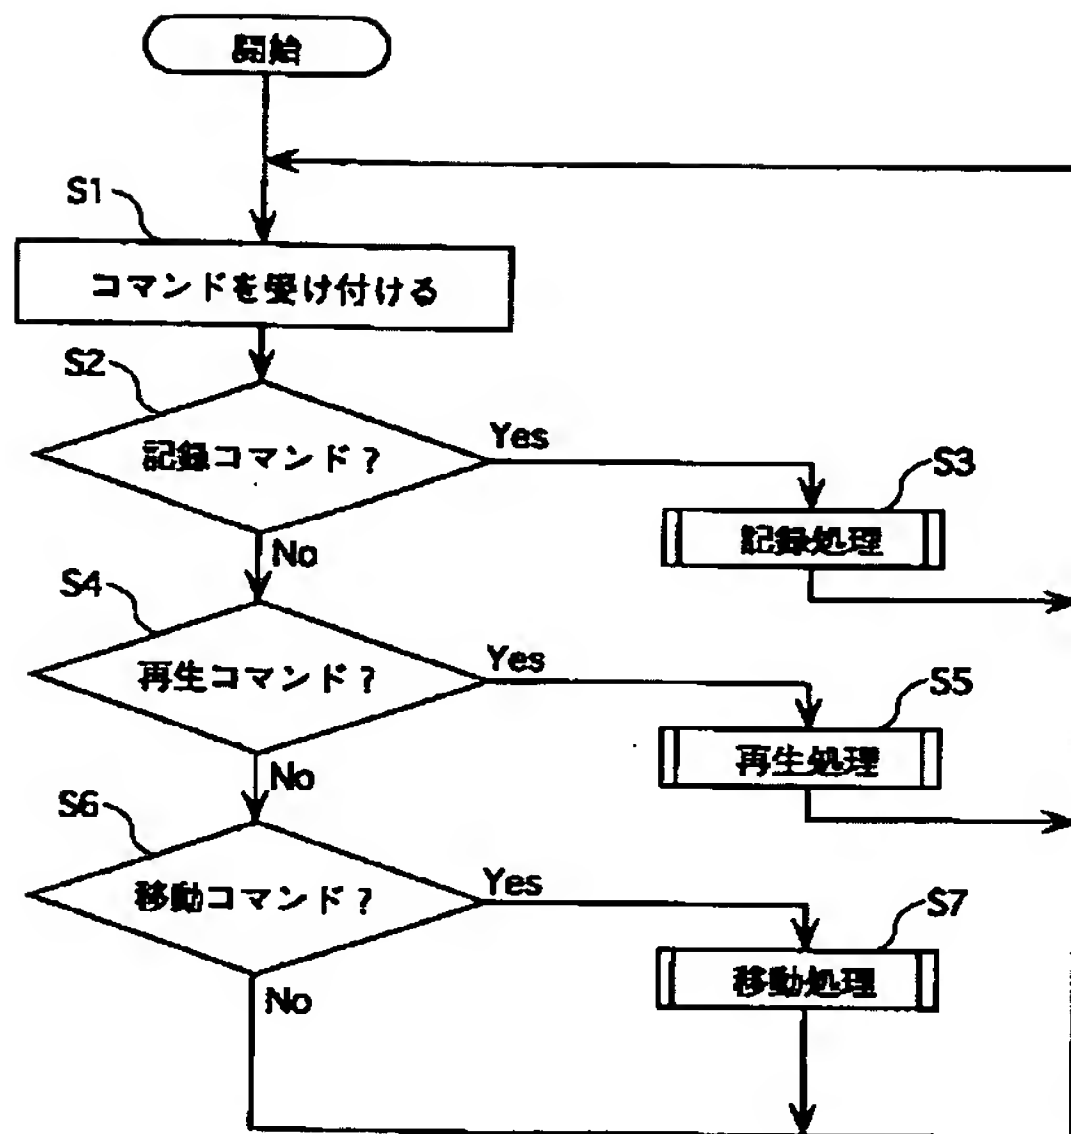 開始
S1
コマンドを受け付ける
S2
記録コマンド？
Yes
S3
記録処理
No
S4
再生コマンド？
Yes
S5
再生処理
No
S6
移動コマンド？
Yes
S7
移動処理
No